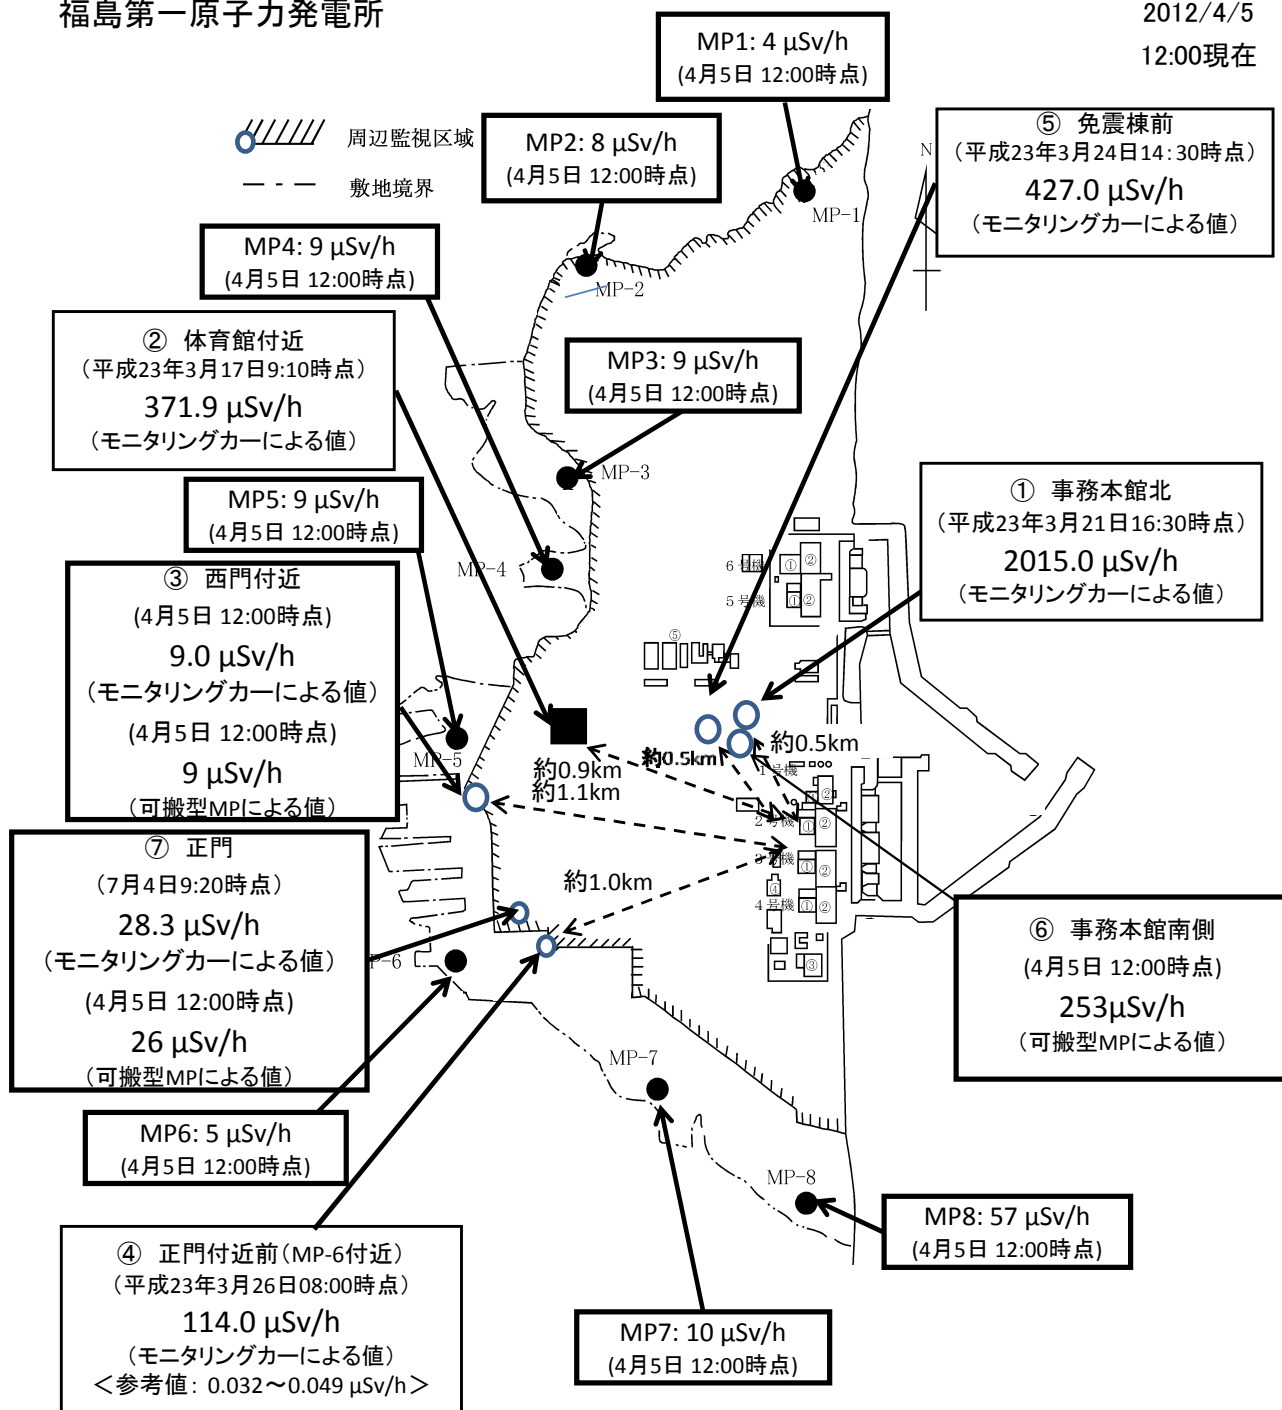 福島第一原子力発電所
2012/4/5
12:00現在
周辺監視区域
敷地境界
MP1: 4 μSv/h
(4月5日 12:00時点)
MP2: 8 μSv/h
(4月5日 12:00時点)
⑤ 免震棟前
(平成23年3月24日14:30時点)
427.0 μSv/h
(モニタリングカーによる値)
N
MP-1
MP4: 9 μSv/h
(4月5日 12:00時点)
MP-2
② 体育館付近
(平成23年3月17日9:10時点)
371.9 μSv/h
(モニタリングカーによる値)
MP3: 9 μSv/h
(4月5日 12:00時点)
MP-3
MP5: 9 μSv/h
(4月5日 12:00時点)
① 事務本館北
(平成23年3月21日16:30時点)
2015.0 μSv/h
(モニタリングカーによる値)
MP-4
6号機
①
②
5号機
①
②
③ 西門付近
(4月5日 12:00時点)
9.0 μSv/h
(モニタリングカーによる値)
(4月5日 12:00時点)
9 μSv/h
(可搬型MPによる値)
⑤
MP-5
約0.9km
約1.1km
約0.5km
約0.5km
1号機
②
2号機
①
②
3号機
①
②
④
4号機
①
②
③
約1.0km
⑦ 正門
(7月4日9:20時点)
28.3 μSv/h
(モニタリングカーによる値)
(4月5日 12:00時点)
26 μSv/h
(可搬型MPによる値)
P-6
⑥ 事務本館南側
(4月5日 12:00時点)
253μSv/h
(可搬型MPによる値)
MP-7
MP6: 5 μSv/h
(4月5日 12:00時点)
MP-8
MP8: 57 μSv/h
(4月5日 12:00時点)
④ 正門付近前(MP-6付近)
(平成23年3月26日08:00時点)
114.0 μSv/h
(モニタリングカーによる値)
<参考値: 0.032～0.049 μSv/h>
MP7: 10 μSv/h
(4月5日 12:00時点)